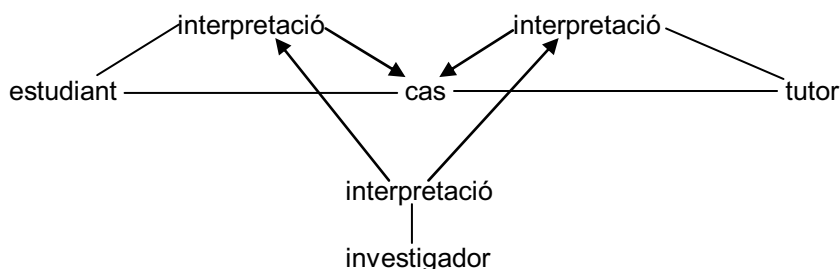 interpretació interpretació
estudiant cas tutor
interpretació
investigador